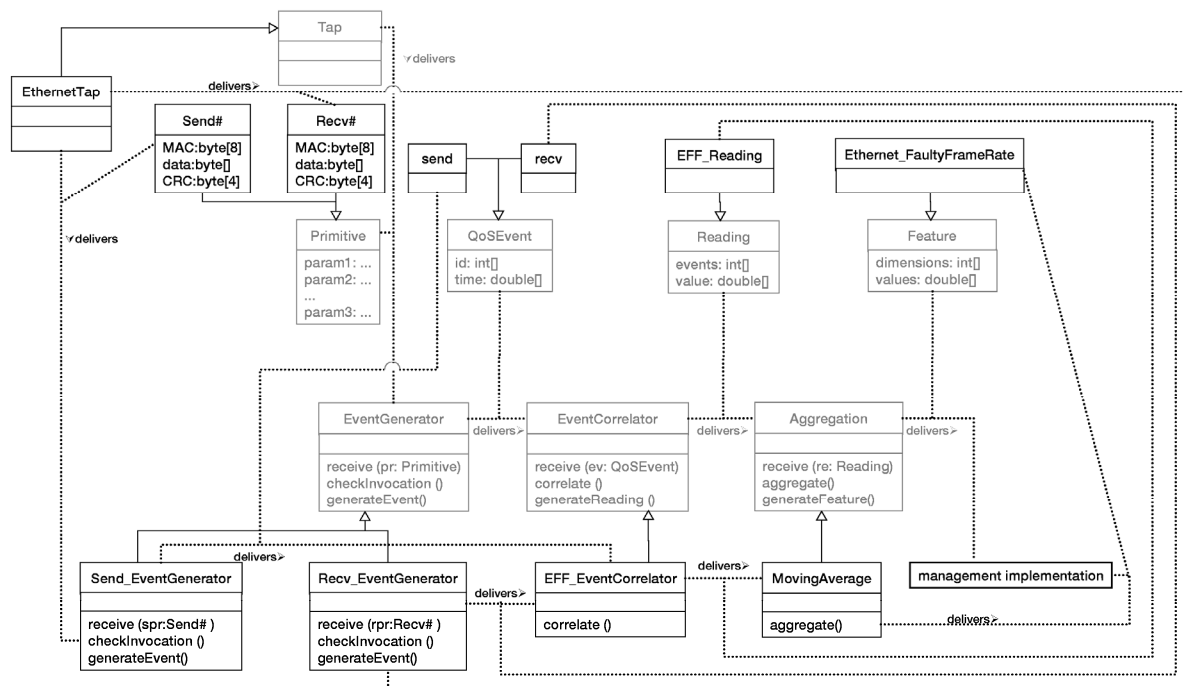 Tap
delivers
EthernetTap
delivers
Send#
MAC:byte[8]
data:byte[]
CRC:byte[4]
Recv#
MAC:byte[8]
data:byte[]
CRC:byte[4]
send
recv
EFF_Reading
Ethernet_FaultyFrameRate
delivers
Primitive
param1: ...
param2: ...
...
param3: ...
QoSEvent
id: int[]
time: double[]
Reading
events: int[]
value: double[]
Feature
dimensions: int[]
values: double[]
EventGenerator
receive (pr: Primitive)
checkInvocation ()
generateEvent()
delivers
EventCorrelator
receive (ev: QoSEvent)
correlate ()
generateReading ()
delivers
Aggregation
receive (re: Reading)
aggregate()
generateFeature()
delivers
delivers
Send_EventGenerator
receive (spr:Send# )
checkInvocation ()
generateEvent()
Recv_EventGenerator
receive (rpr:Recv# )
checkInvocation ()
generateEvent()
delivers
EFF_EventCorrelator
correlate ()
delivers
MovingAverage
aggregate()
management implementation
delivers